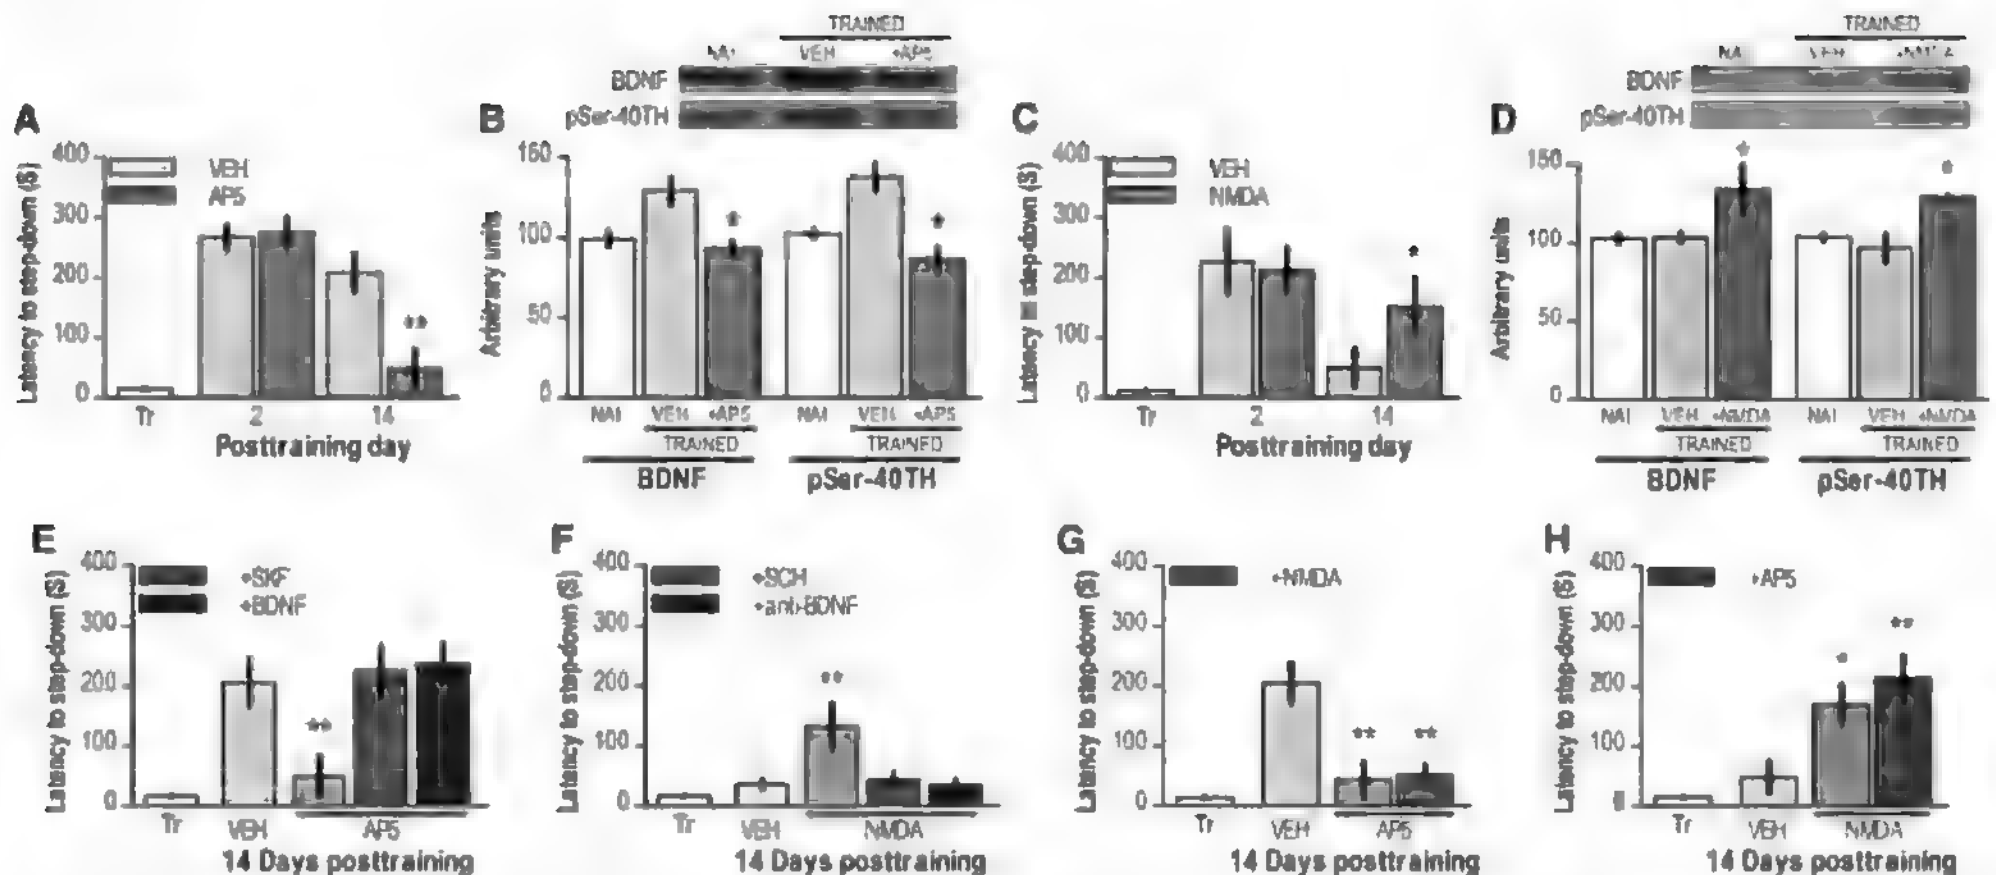 A
400
300
200
100
0
Latency to step-down (S)
VEH
AP5
**
Tr 2 14
Posttraining day
B
TRAINED
VEH +AP5
BDNF
pSer-40TH
150
100
50
0
Arbitrary units
*
*
NAI VEH +AP5 NAI VEH +AP5
TRAINED TRAINED
BDNF pSer-40TH
C
400
300
200
100
0
step-down (S)
VEH
NMDA
*
Tr 2 14
Posttraining day
D
TRAINED
BDNF
pSer-40TH
150
100
50
0
Arbitrary units
*
*
NAI VEH +NMDA NAI VEH +NMDA
TRAINED TRAINED
BDNF pSer-40TH
E
400
300
200
100
0
Latency to step-down (S)
+SKF
+BDNF
**
Tr VEH AP5
14 Days posttraining
F
400
300
200
100
0
Latency to step-down (S)
+SCH
+anti-BDNF
**
Tr VEH NMDA
14 Days posttraining
G
400
300
200
100
0
Latency to step-down (S)
+NMDA
** **
Tr VEH AP5
14 Days posttraining
H
400
300
200
100
Latency to step-down (S)
+AP5
* **
Tr VEH NMDA
14 Days posttraining